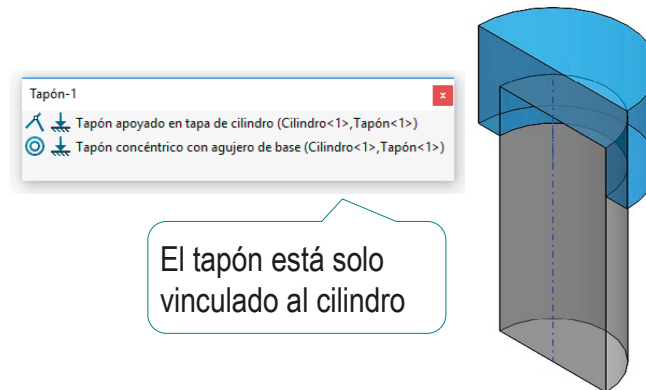 Tapón-1
x
Tapón apoyado en tapa de cilindro (Cilindro<1>,Tapón<1>)
Tapón concéntrico con agujero de base (Cilindro<1>,Tapón<1>)
El tapón está solo
vinculado al cilindro